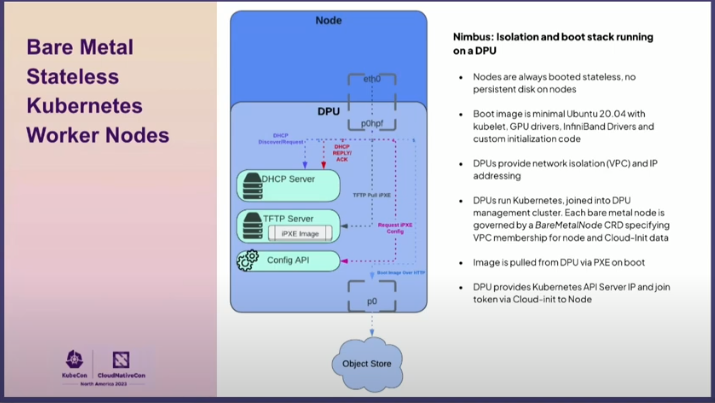 Bare Metal
Stateless
Kubernetes
Worker Nodes
KubeCon
CloudNativeCon
North America 2023
Node
eth0
DPU
p0hpf
DHCP
Discover/Request
DHCP
REPLY/
ACK
DHCP Server
TFTP Pull iPXE
TFTP Server
iPXE Image
Request iPXE
Config
Config API
Boot Image Over HTTP
p0
Object Store
Nimbus: Isolation and boot stack running
on a DPU
• Nodes are always booted stateless, no
persistent disk on nodes
• Boot image is minimal Ubuntu 20.04 with
kubelet, GPU drivers, InfiniBand Drivers and
custom initialization code
• DPUs provide network isolation (VPC) and IP
addressing
• DPUs run Kubernetes, joined into DPU
management cluster. Each bare metal node is
governed by a BareMetalNode CRD specifying
VPC membership for node and Cloud-Init data
• Image is pulled from DPU via PXE on boot
• DPU provides Kubernetes API Server IP and join
token via Cloud-init to Node